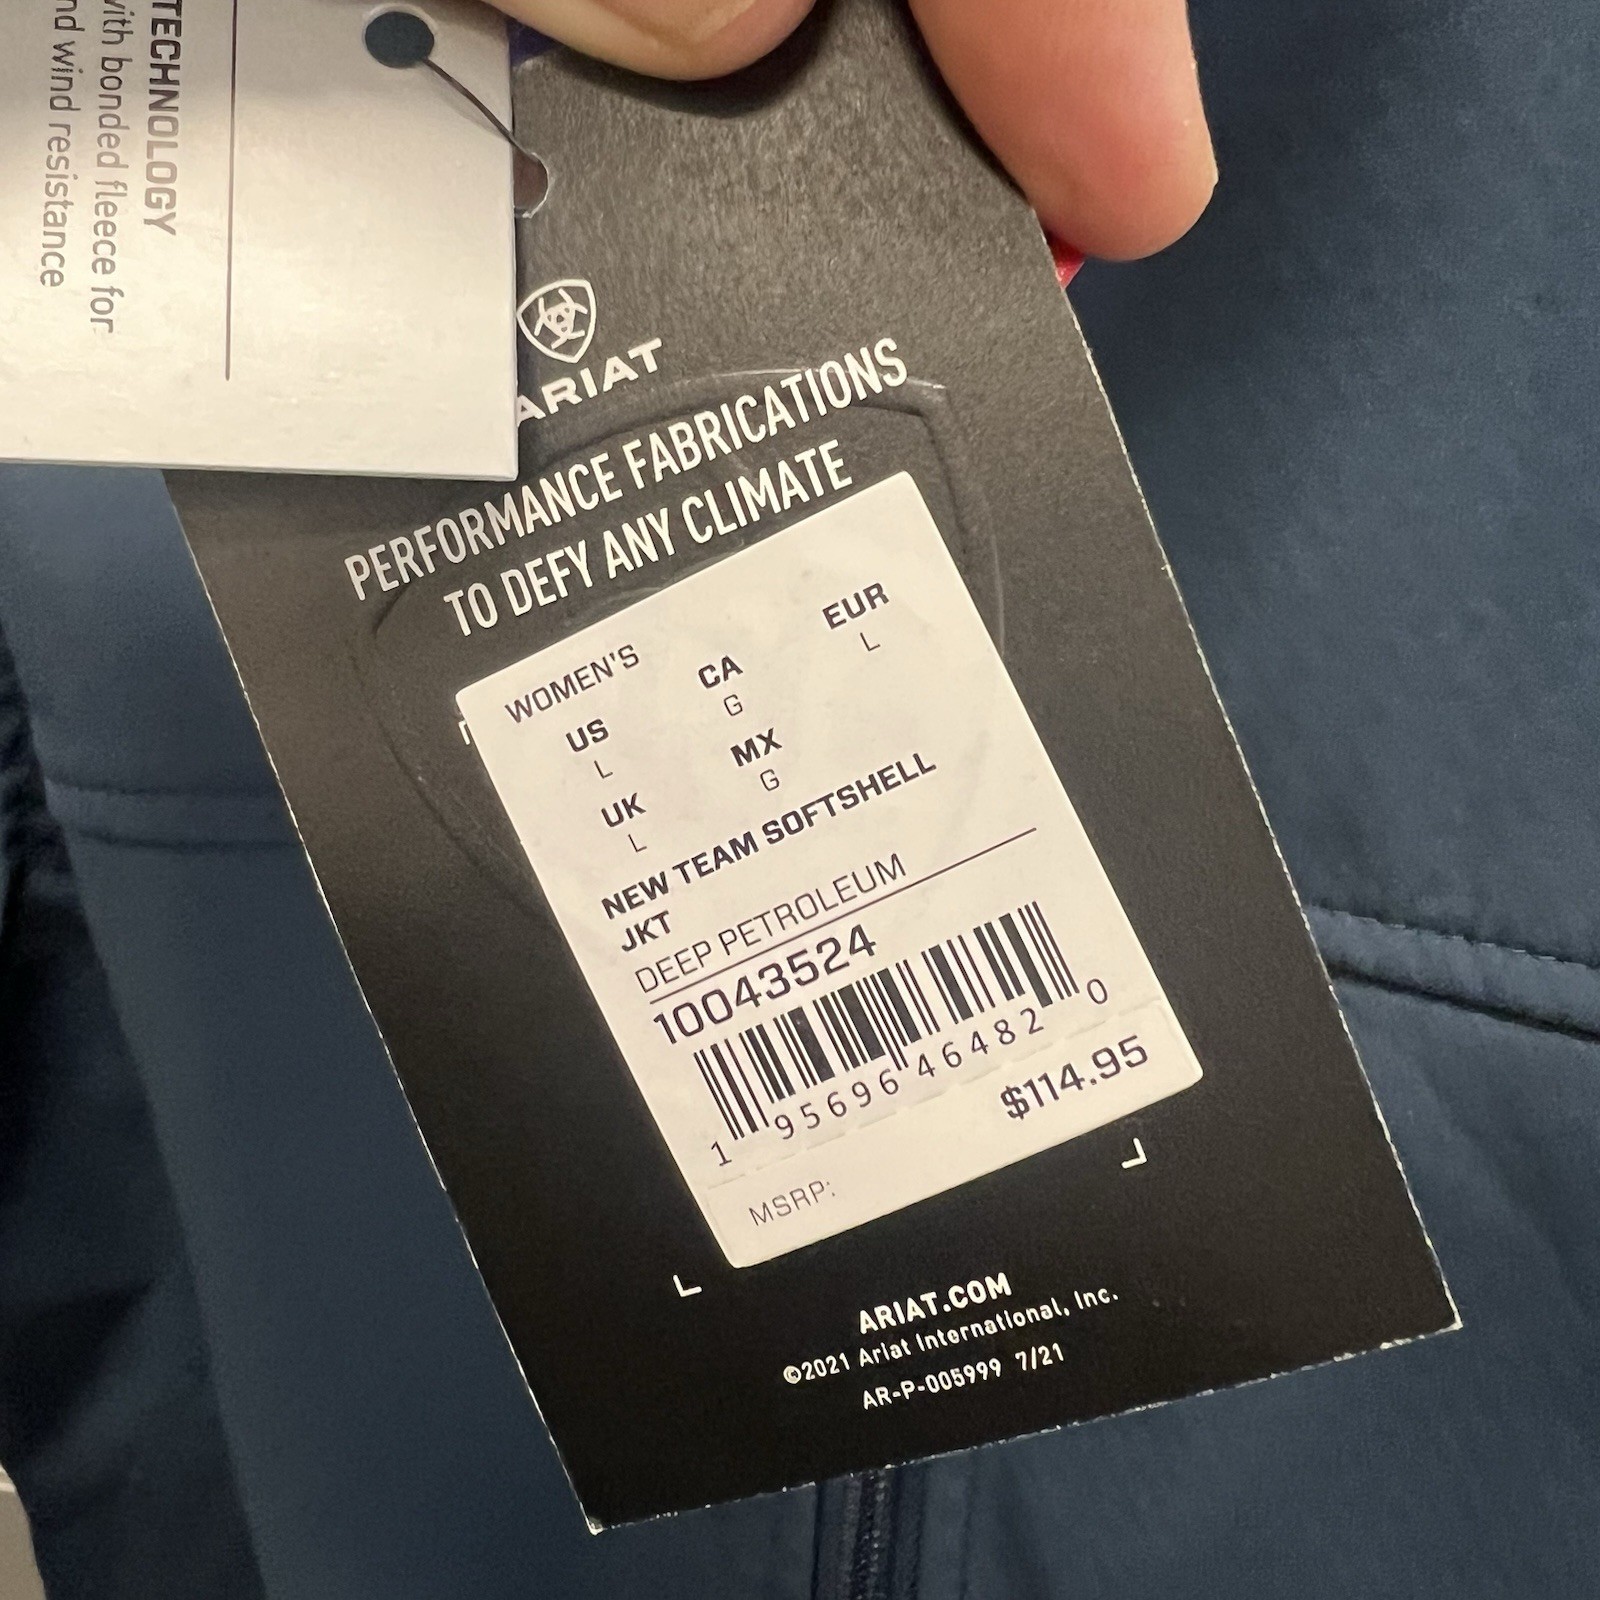 TECHNOLOGY
with bonded fleece for
nd wind resistance
ARIAT
PERFORMANCE FABRICATIONS
TO DEFY ANY CLIMATE
WOMEN'S
US CA EUR
L G L
UK MX
L G
NEW TEAM SOFTSHELL
JKT
DEEP PETROLEUM
10043524
1 95696 46482 0
$114.95
MSRP:
ARIAT.COM
©2021 Ariat International, Inc.
AR-P-005999 7/21